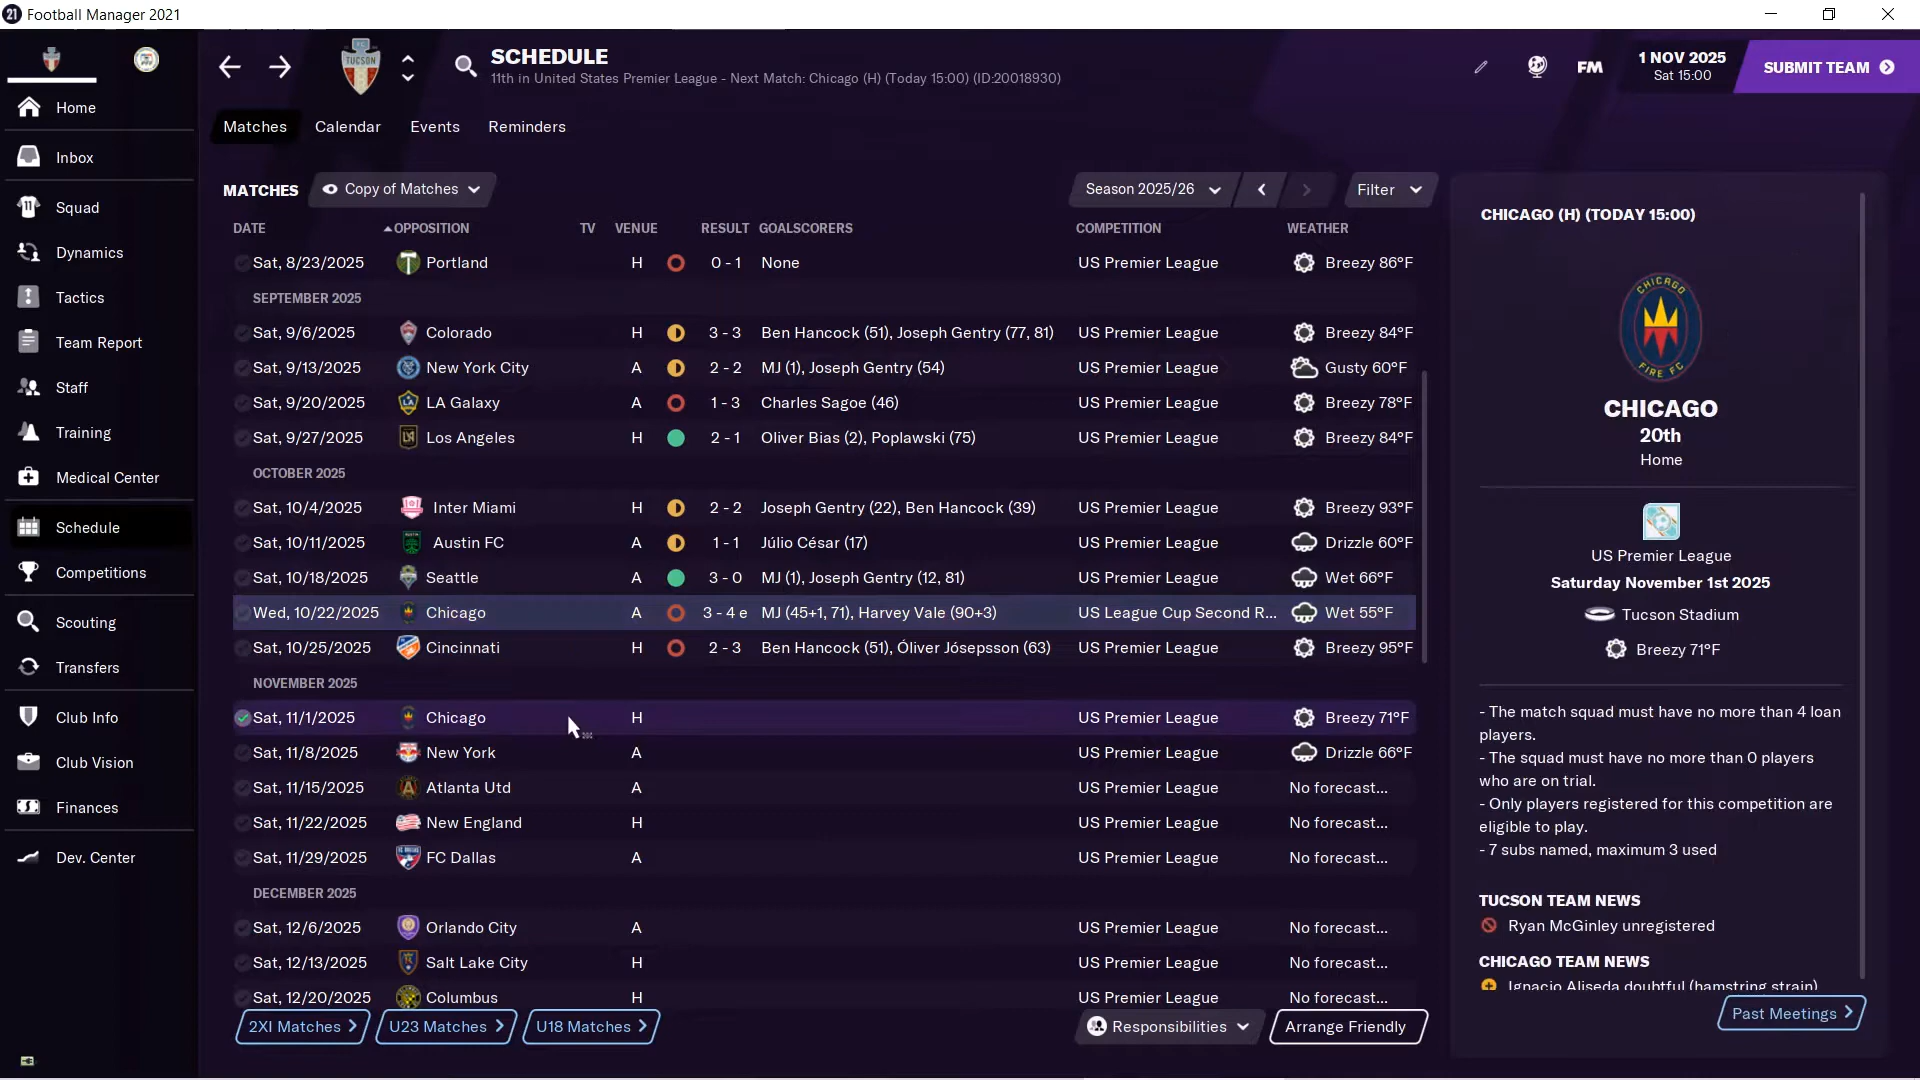 21 Football Manager 2021
FC TUCSON
SCHEDULE
11th in United States Premier League - Next Match: Chicago (H) (Today 15:00) (ID:20018930)
FM
1 NOV 2025
Sat 15:00
SUBMIT TEAM
Home
Inbox
Squad
Dynamics
Tactics
Team Report
Staff
Training
Medical Center
Schedule
Competitions
Scouting
Transfers
Club Info
Club Vision
Finances
Dev. Center
Matches Calendar Events Reminders
MATCHES Copy of Matches Season 2025/26 Filter
DATE OPPOSITION TV VENUE RESULT GOALSCORERS COMPETITION WEATHER
Sat, 8/23/2025 Portland H 0 - 1 None US Premier League Breezy 86°F
SEPTEMBER 2025
Sat, 9/6/2025 Colorado H 3 - 3 Ben Hancock (51), Joseph Gentry (77, 81) US Premier League Breezy 84°F
Sat, 9/13/2025 New York City A 2 - 2 MJ (1), Joseph Gentry (54) US Premier League Gusty 60°F
Sat, 9/20/2025 LA Galaxy A 1 - 3 Charles Sagoe (46) US Premier League Breezy 78°F
Sat, 9/27/2025 Los Angeles H 2 - 1 Oliver Bias (2), Poplawski (75) US Premier League Breezy 84°F
OCTOBER 2025
Sat, 10/4/2025 Inter Miami H 2 - 2 Joseph Gentry (22), Ben Hancock (39) US Premier League Breezy 93°F
Sat, 10/11/2025 Austin FC A 1 - 1 Júlio César (17) US Premier League Drizzle 60°F
Sat, 10/18/2025 Seattle A 3 - 0 MJ (1), Joseph Gentry (12, 81) US Premier League Wet 66°F
Wed, 10/22/2025 Chicago A 3 - 4 e MJ (45+1, 71), Harvey Vale (90+3) US League Cup Second R... Wet 55°F
Sat, 10/25/2025 Cincinnati H 2 - 3 Ben Hancock (51), Óliver Jósepsson (63) US Premier League Breezy 95°F
NOVEMBER 2025
Sat, 11/1/2025 Chicago H US Premier League Breezy 71°F
Sat, 11/8/2025 New York A US Premier League Drizzle 66°F
Sat, 11/15/2025 Atlanta Utd A US Premier League No forecast...
Sat, 11/22/2025 New England H US Premier League No forecast...
Sat, 11/29/2025 FC Dallas A US Premier League No forecast...
DECEMBER 2025
Sat, 12/6/2025 Orlando City A US Premier League No forecast...
Sat, 12/13/2025 Salt Lake City H US Premier League No forecast...
Sat, 12/20/2025 Columbus H US Premier League No forecast...
2XI Matches U23 Matches U18 Matches Responsibilities Arrange Friendly
CHICAGO (H) (TODAY 15:00)
CHICAGO
FIRE FC
CHICAGO
20th
Home
US Premier League
Saturday November 1st 2025
Tucson Stadium
Breezy 71°F
- The match squad must have no more than 4 loan
players.
- The squad must have no more than 0 players
who are on trial.
- Only players registered for this competition are
eligible to play.
- 7 subs named, maximum 3 used
TUCSON TEAM NEWS
Ryan McGinley unregistered
CHICAGO TEAM NEWS
Ignacio Aliseda doubtful (hamstring strain)
Past Meetings